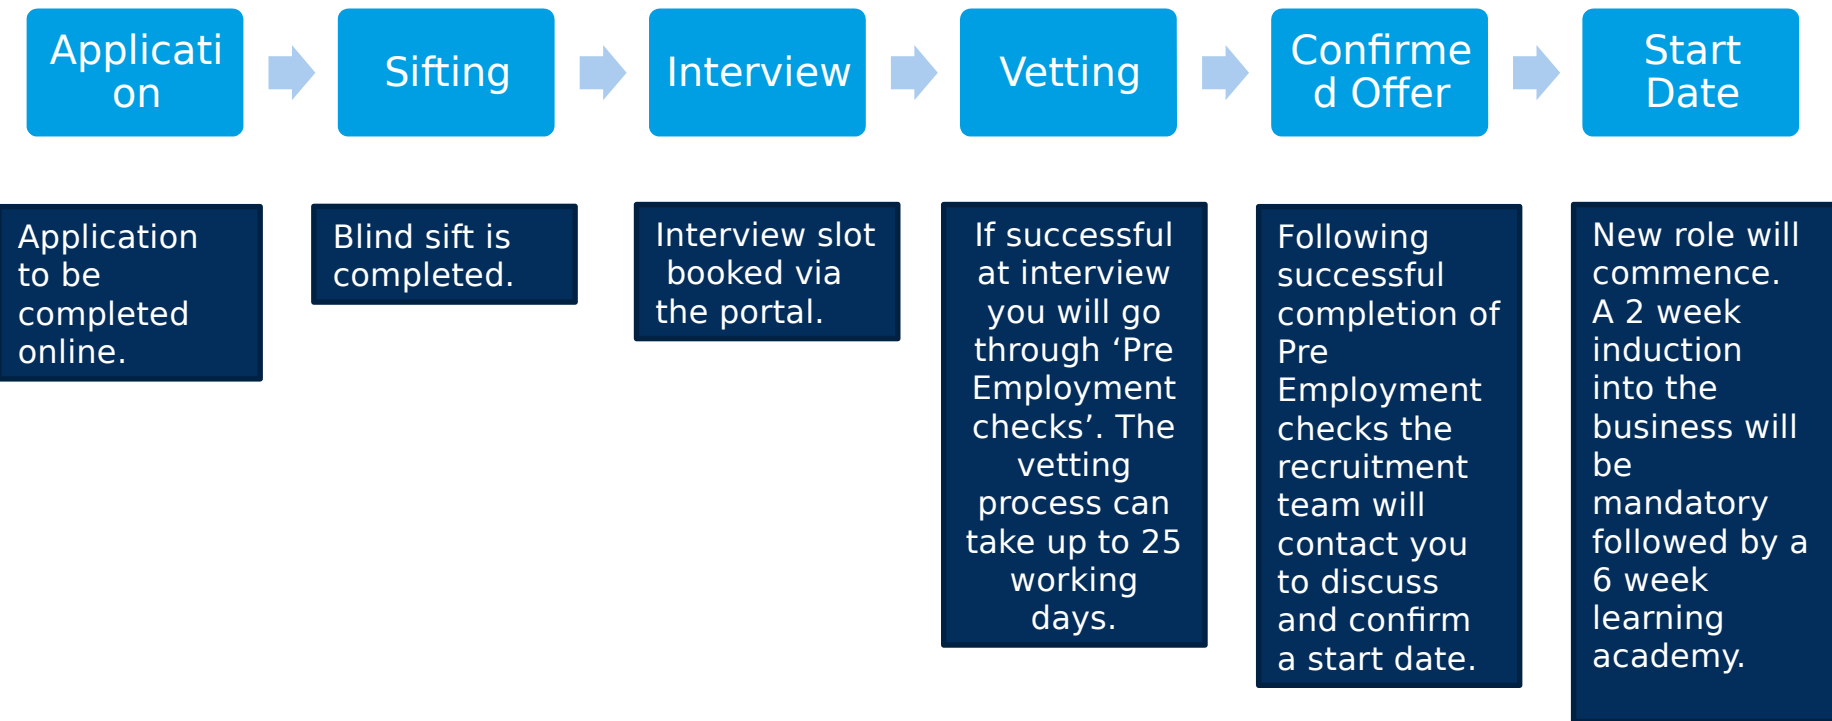 Applicati
on
Sifting
Interview
Vetting
Confirme
d Offer
Start
Date
Application
to be
completed
online.
Blind sift is
completed.
Interview slot
booked via
the portal.
If successful
at interview
you will go
through ‘Pre
Employment
checks’. The
vetting
process can
take up to 25
working
days.
Following
successful
completion of
Pre
Employment
checks the
recruitment
team will
contact you
to discuss
and confirm
a start date.
New role will
commence.
A 2 week
induction
into the
business will
be
mandatory
followed by a
6 week
learning
academy.